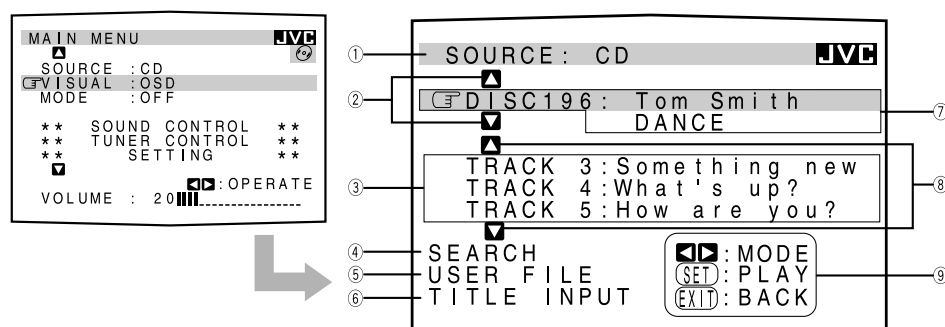 MAIN MENU JVC
SOURCE : CD
VISUAL : OSD
MODE : OFF
** SOUND CONTROL **
** TUNER CONTROL **
** SETTING **
:OPERATE
VOLUME : 20
① SOURCE: CD JVC
②
DISC196: Tom Smith
⑦
DANCE
③
TRACK 3:Something new
TRACK 4:What's up?
TRACK 5:How are you?
⑧
④ SEARCH
⑤ USER FILE
⑥ TITLE INPUT
:MODE
SET:PLAY
EXIT:BACK
⑨